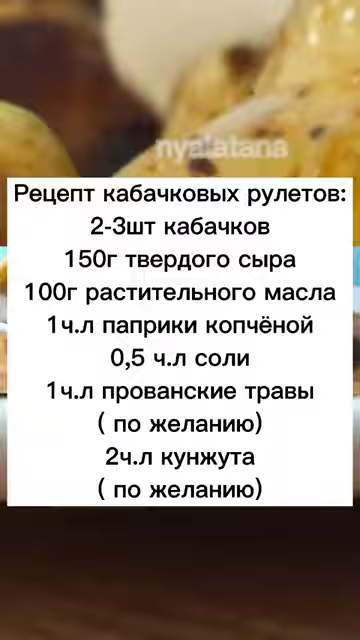 nyalatana
Рецепт кабачковых рулетов:
2-3шт кабачков
150г твердого сыра
100г растительного масла
1ч.л паприки копчёной
0,5 ч.л соли
1ч.л прованские травы
( по желанию)
2ч.л кунжута
( по желанию)